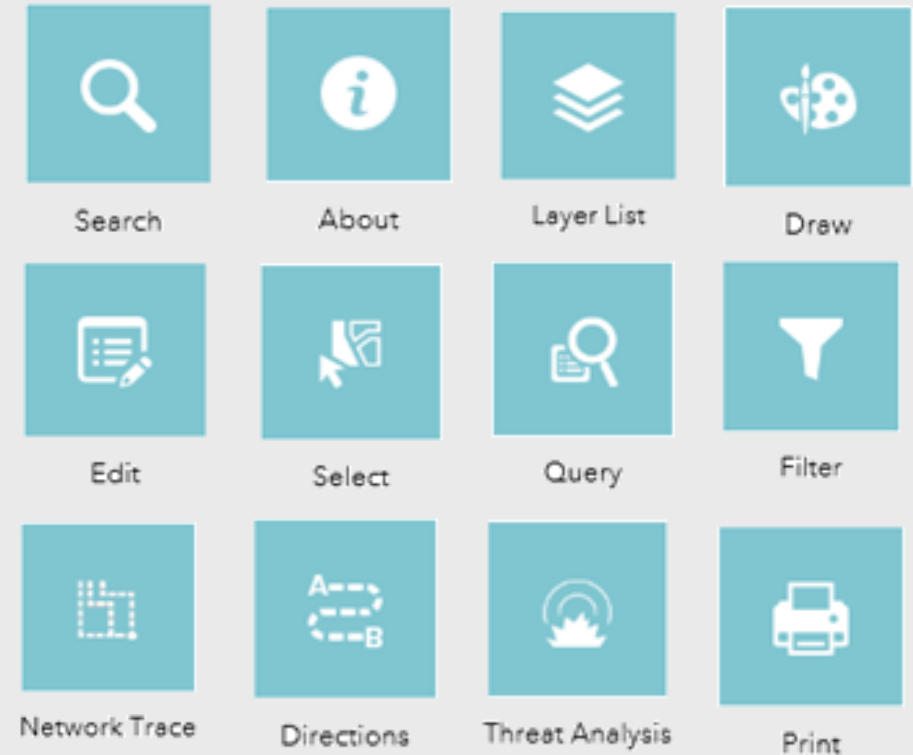 Search
About
Layer List
Draw
Edit
Select
Query
Filter
Network Trace
A
B
Directions
Threat Analysis
Print